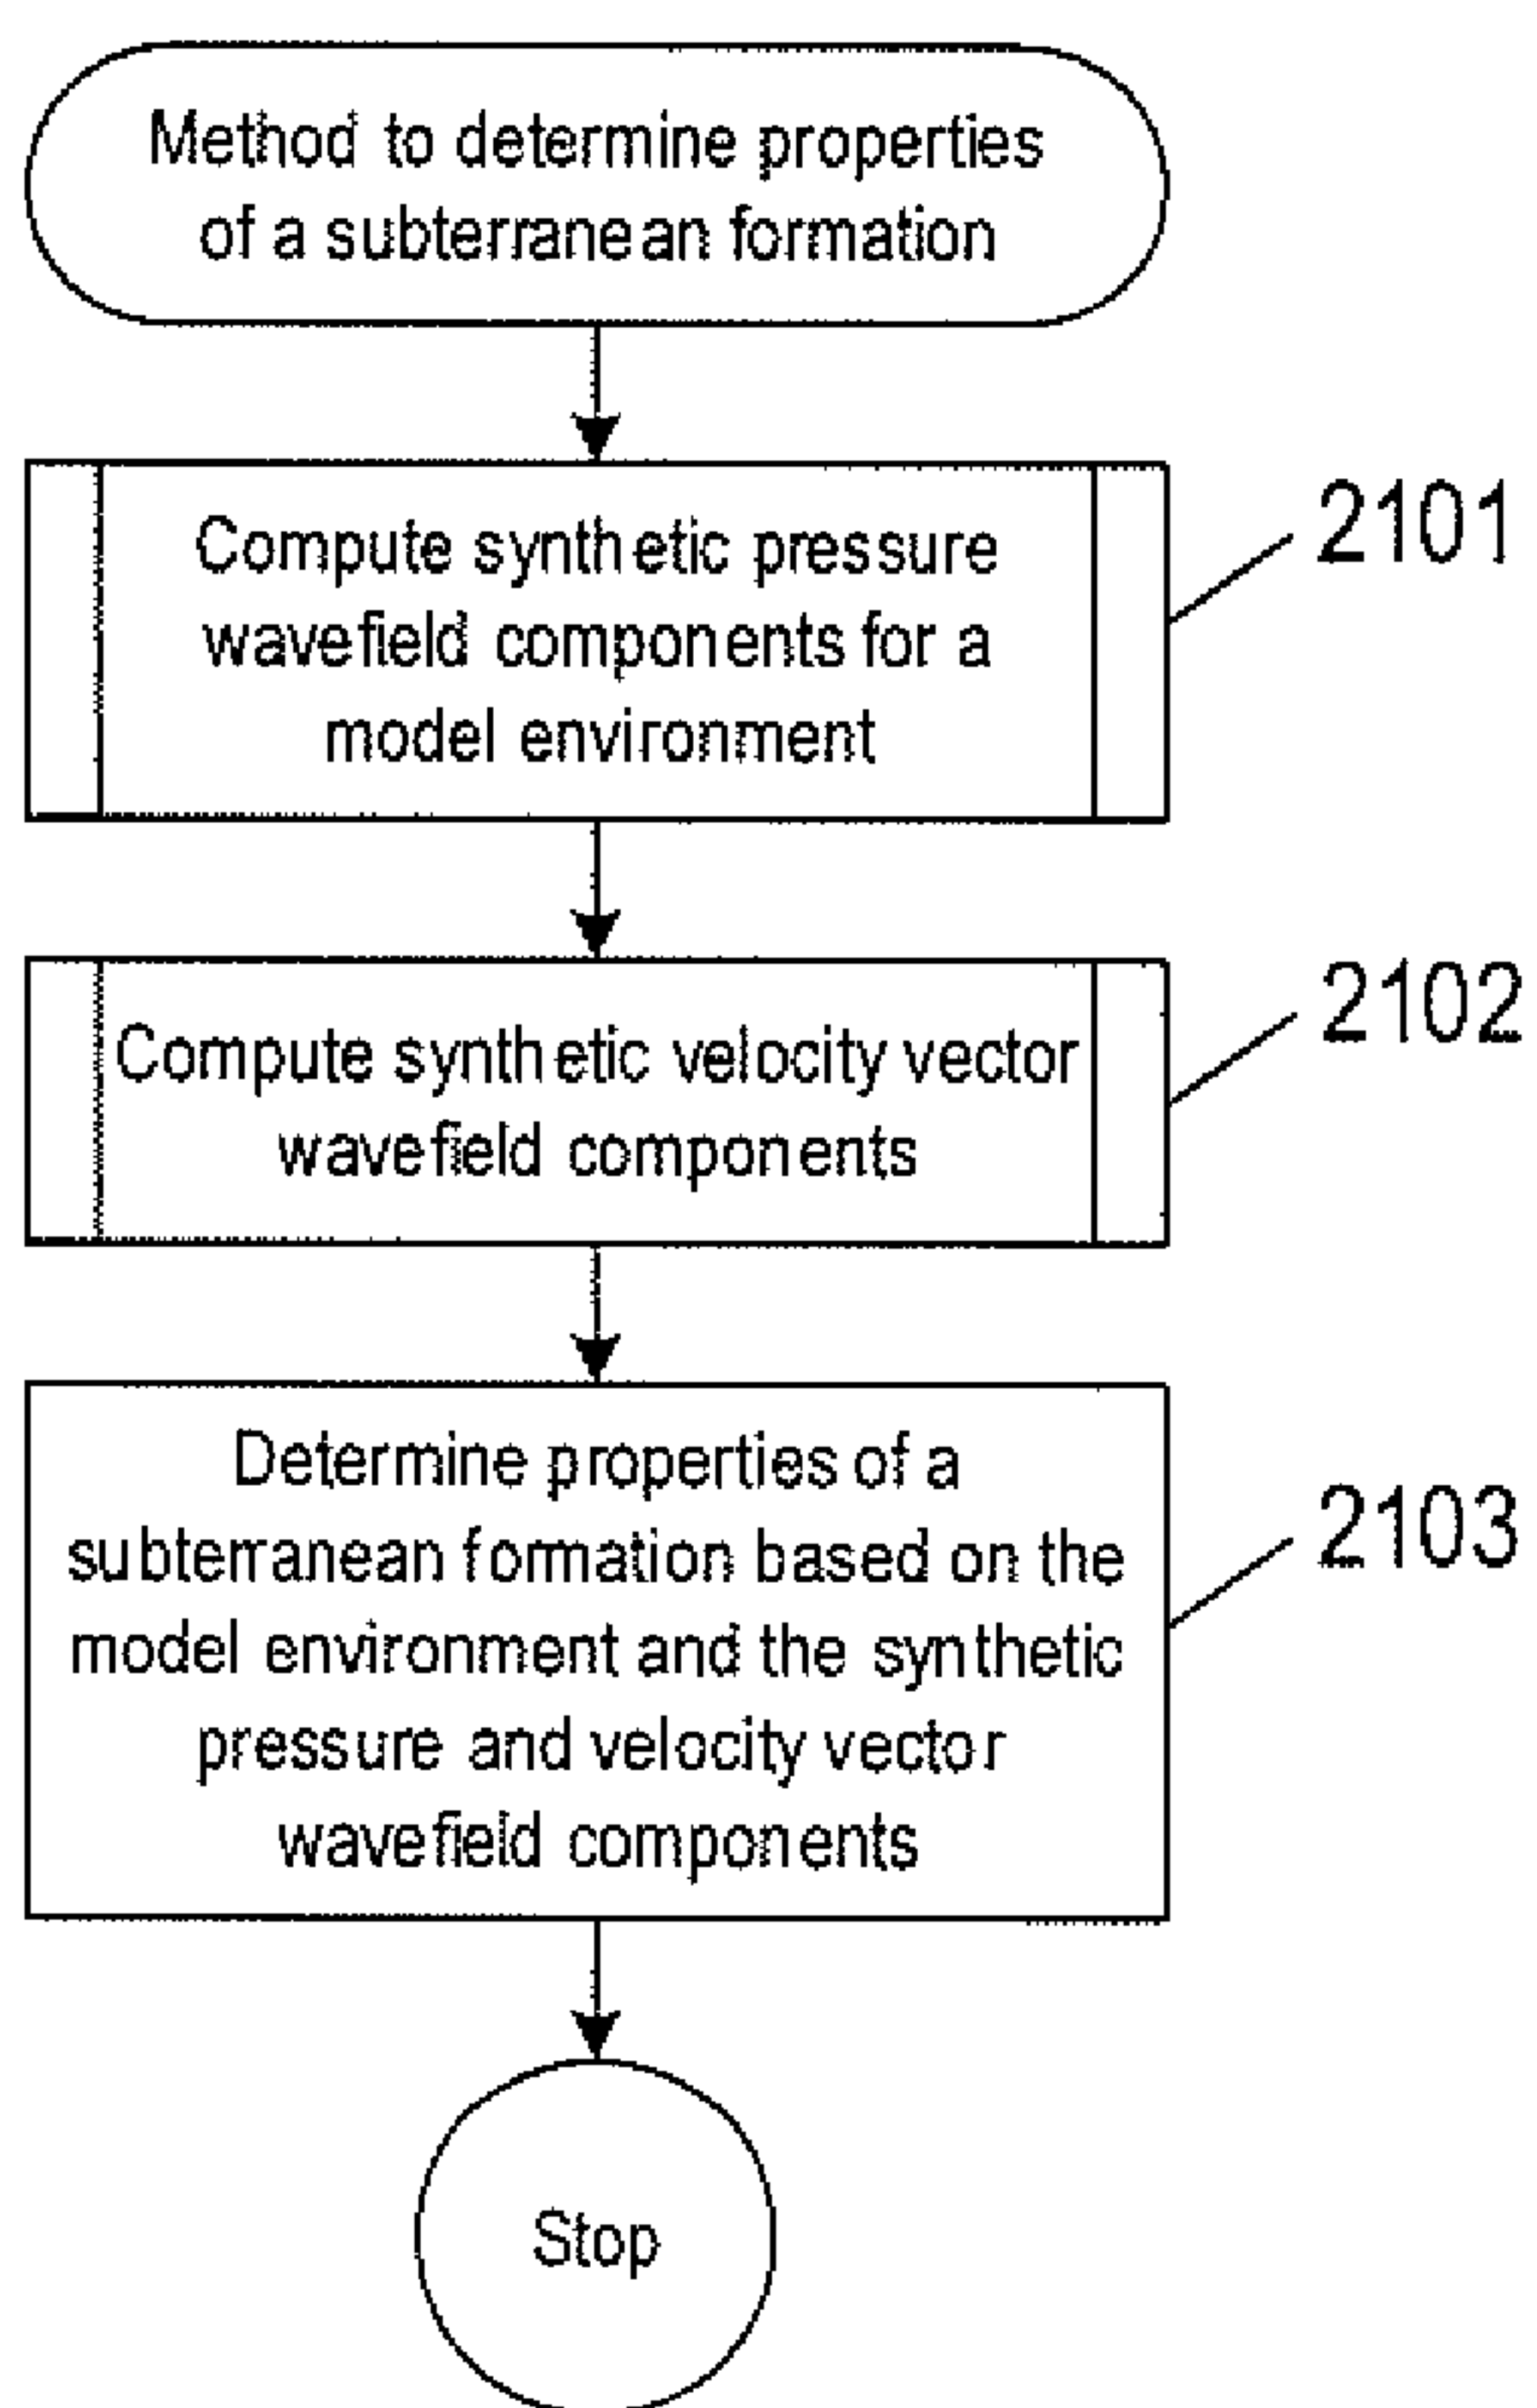 Method to determine properties
of a subterranean formation
Compute synthetic pressure
wavefield components for a
model environment
2101
Compute synthetic velocity vector
wavefield components
2102
Determine properties of a
subterranean formation based on the
model environment and the synthetic
pressure and velocity vector
wavefield components
2103
Stop